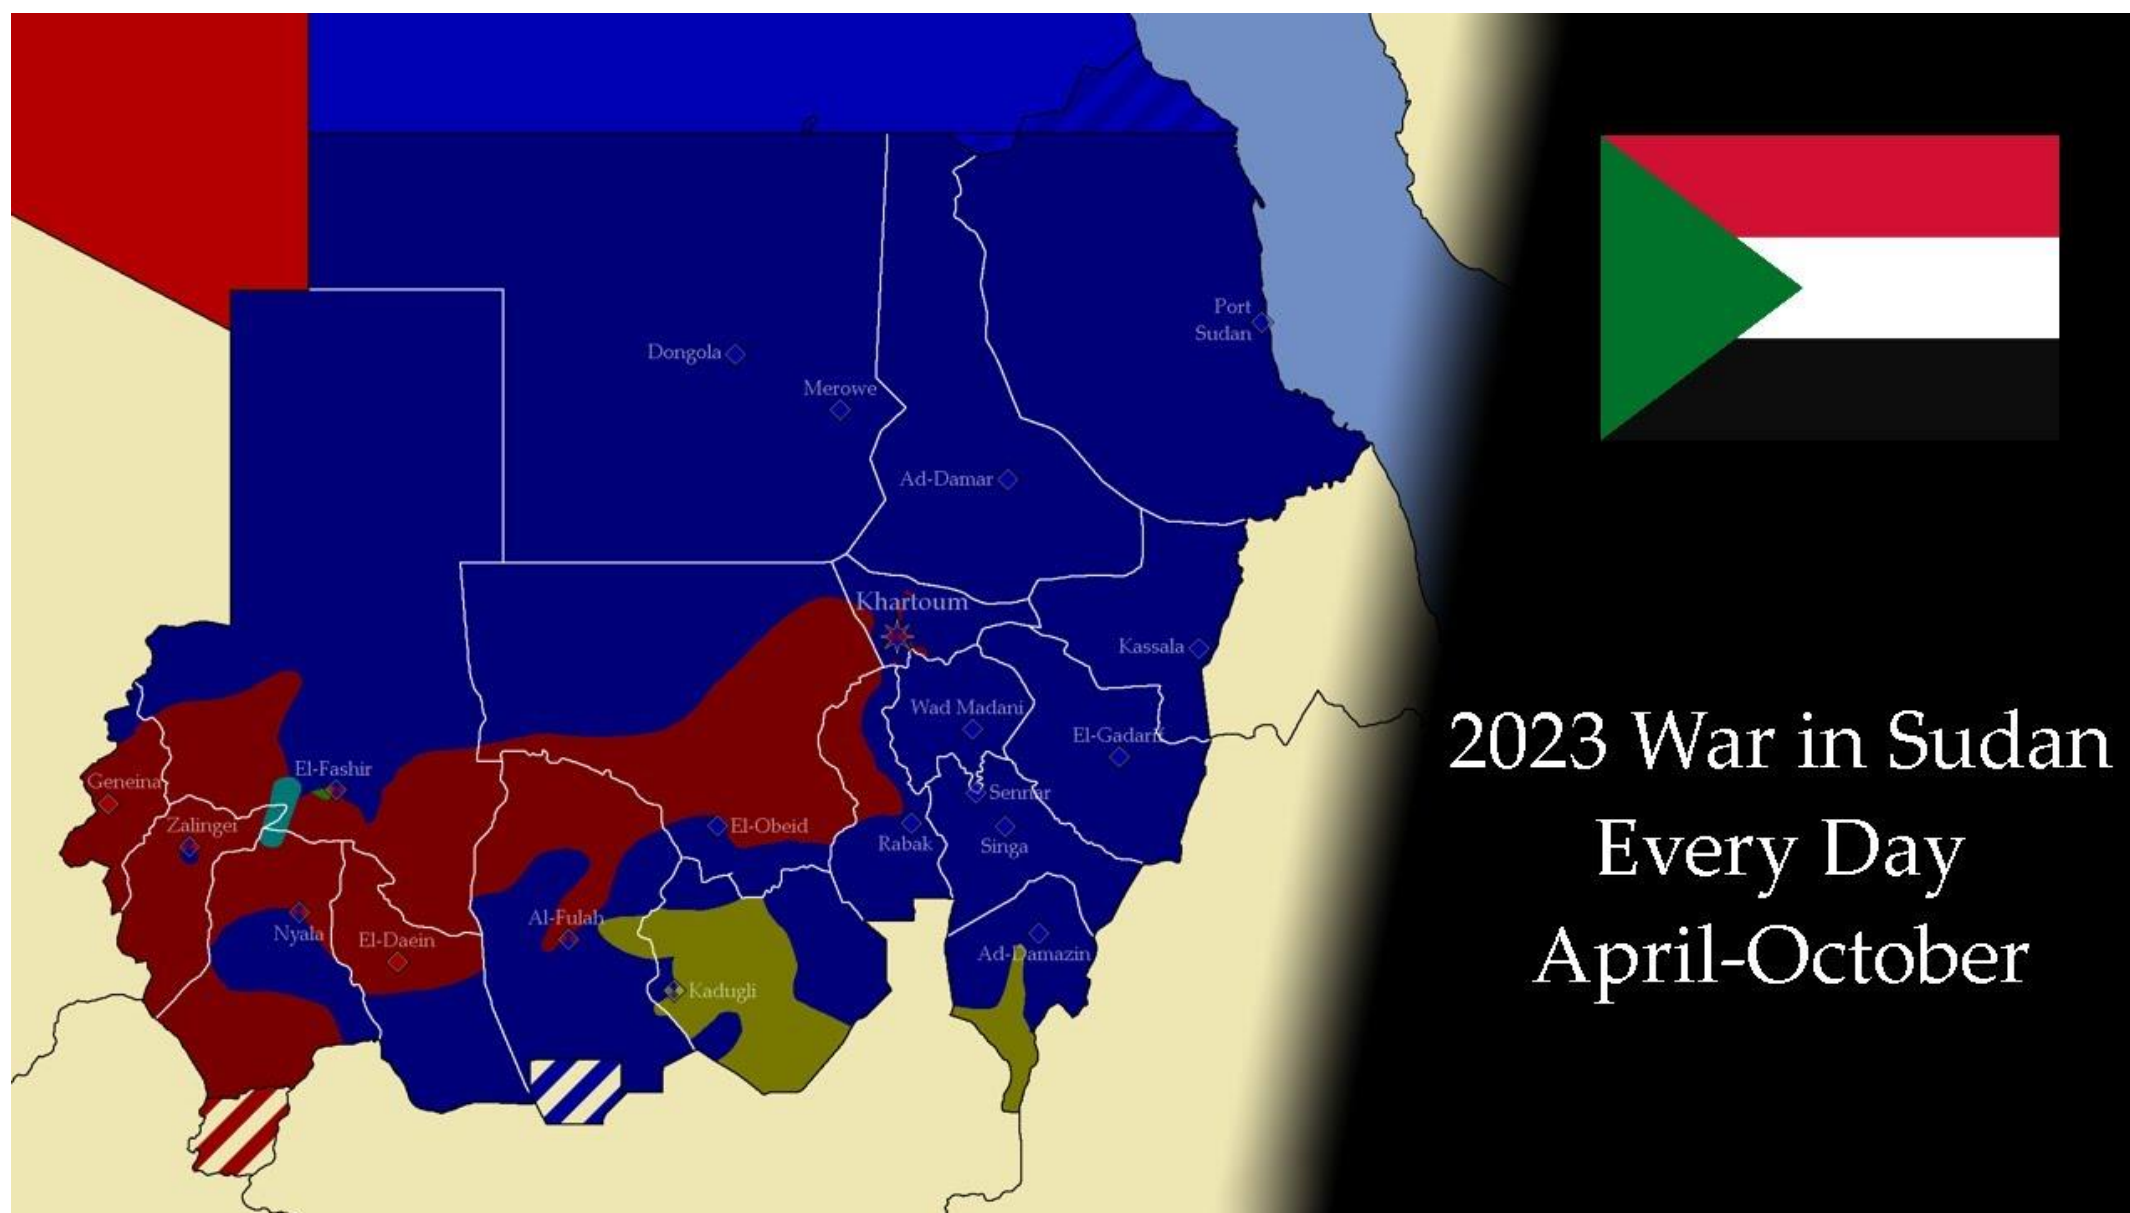 Port
Sudan
Dongola
Merowe
Ad-Damar
Khartoum
Kassala
Wad Madani
El-Gadarif
El-Fashir
Geneina
Sennar
Zalingei
El-Obeid
Rabak
Singa
Al-Fulah
Nyala
El-Daein
Ad-Damazin
Kadugli
2023 War in Sudan
Every Day
April-October